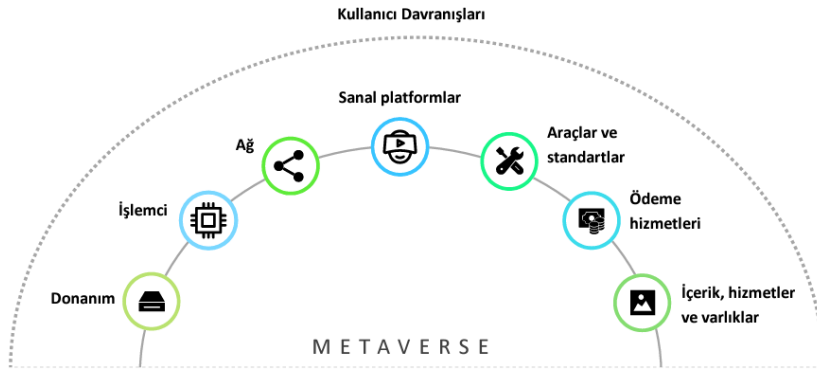 Kullanıcı Davranışları
Sanal platformlar
Ağ
Araçlar ve
standartlar
İşlemci
Ödeme
hizmetleri
Donanım
İçerik, hizmetler
ve varlıklar
METAVERSE